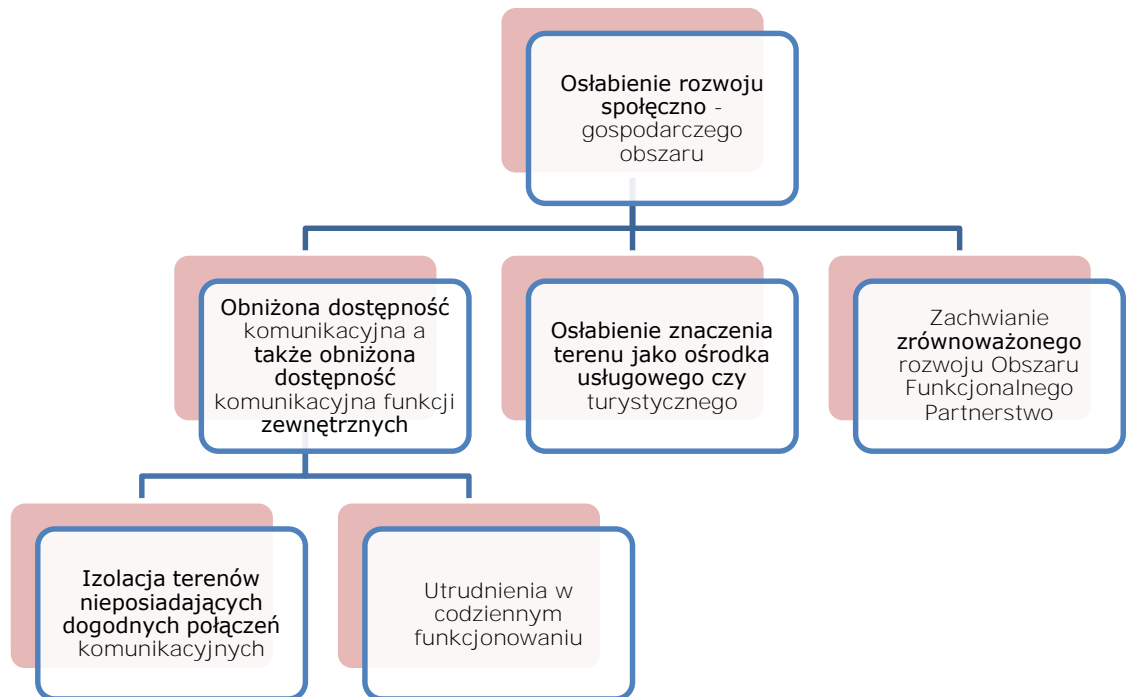 Osłabienie rozwoju
społęczno -
gospodarczego
obszaru
Obniżona dostępność
komunikacyjna a
także obniżona
dostępność
komunikacyjna funkcji
zewnętrznych
Osłabienie znaczenia
terenu jako ośrodka
usługowego czy
turystycznego
Zachwianie
zrównoważonego
rozwoju Obszaru
Funkcjonalnego
Partnerstwo
Izolacja terenów
nieposiadających
dogodnych połączeń
komunikacyjnych
Utrudnienia w
codziennym
funkcjonowaniu